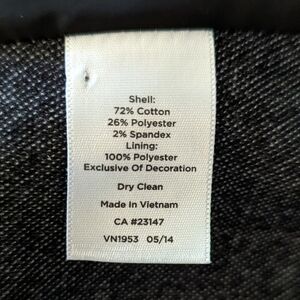 Shell:
72% Cotton
26% Polyester
2% Spandex
Lining:
100% Polyester
Exclusive Of Decoration
Dry Clean
Made In Vietnam
CA #23147
VN1953 05/14